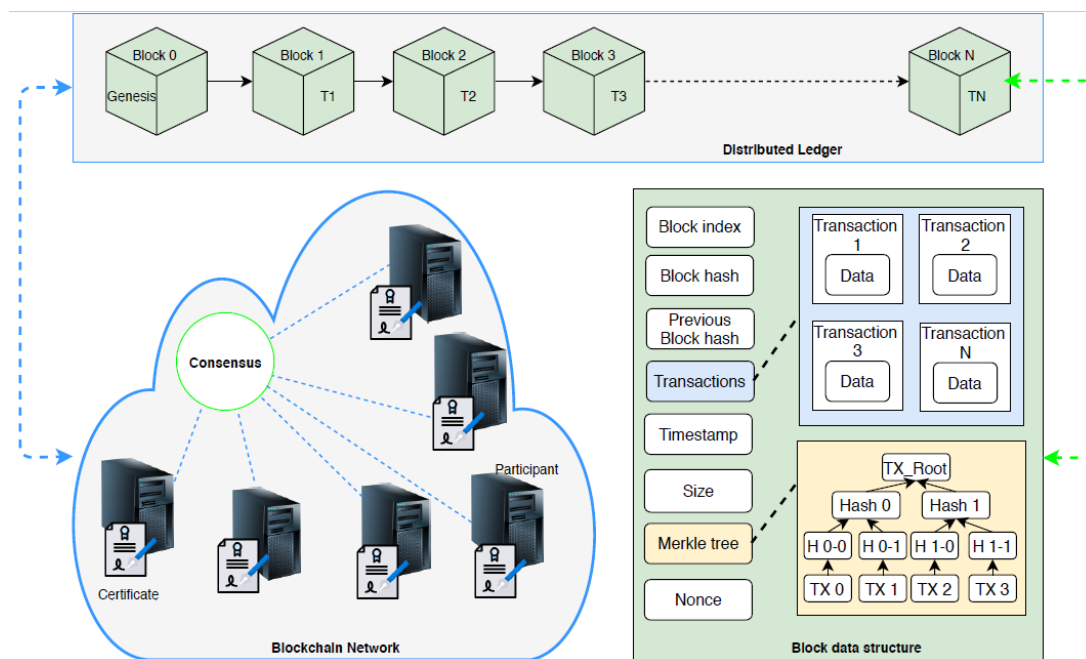 Block 0
Genesis
Block 1
T1
Block 2
T2
Block 3
T3
Block N
TN
Distributed Ledger
Consensus
Participant
Certificate
Blockchain Network
Block index
Block hash
Previous
Block hash
Transactions
Timestamp
Size
Merkle tree
Nonce
Transaction
1
Data
Transaction
2
Data
Transaction
3
Data
Transaction
N
Data
TX_Root
Hash 0
Hash 1
H 0-0
H 0-1
H 1-0
H 1-1
TX 0
TX 1
TX 2
TX 3
Block data structure